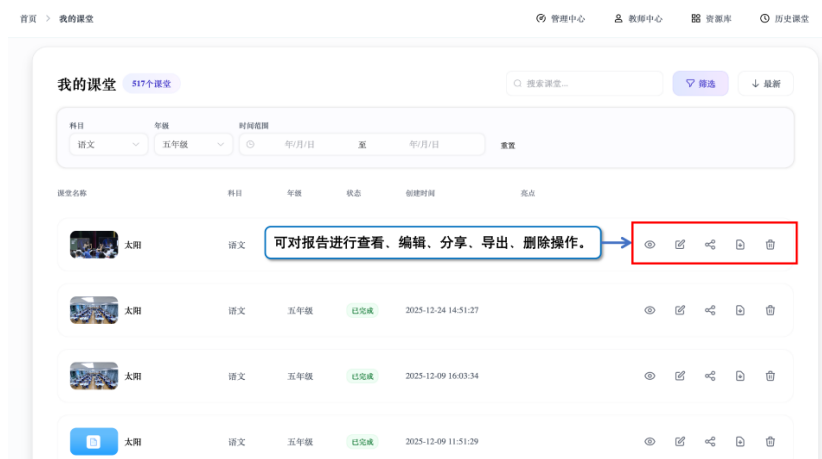 首页 > 我的课堂 管理中心 教师中心 资源库 历史课堂
我的课堂 517个课堂 搜索课堂... 筛选 最新
科目 年级 时间范围
语文 五年级 年/月/日 至 年/月/日 重置
课堂名称 科目 年级 状态 创建时间 亮点
太阳 语文 可对报告进行查看、编辑、分享、导出、删除操作。
太阳 语文 五年级 已完成 2025-12-24 14:51:27
太阳 语文 五年级 已完成 2025-12-09 16:03:34
太阳 语文 五年级 已完成 2025-12-09 11:51:29